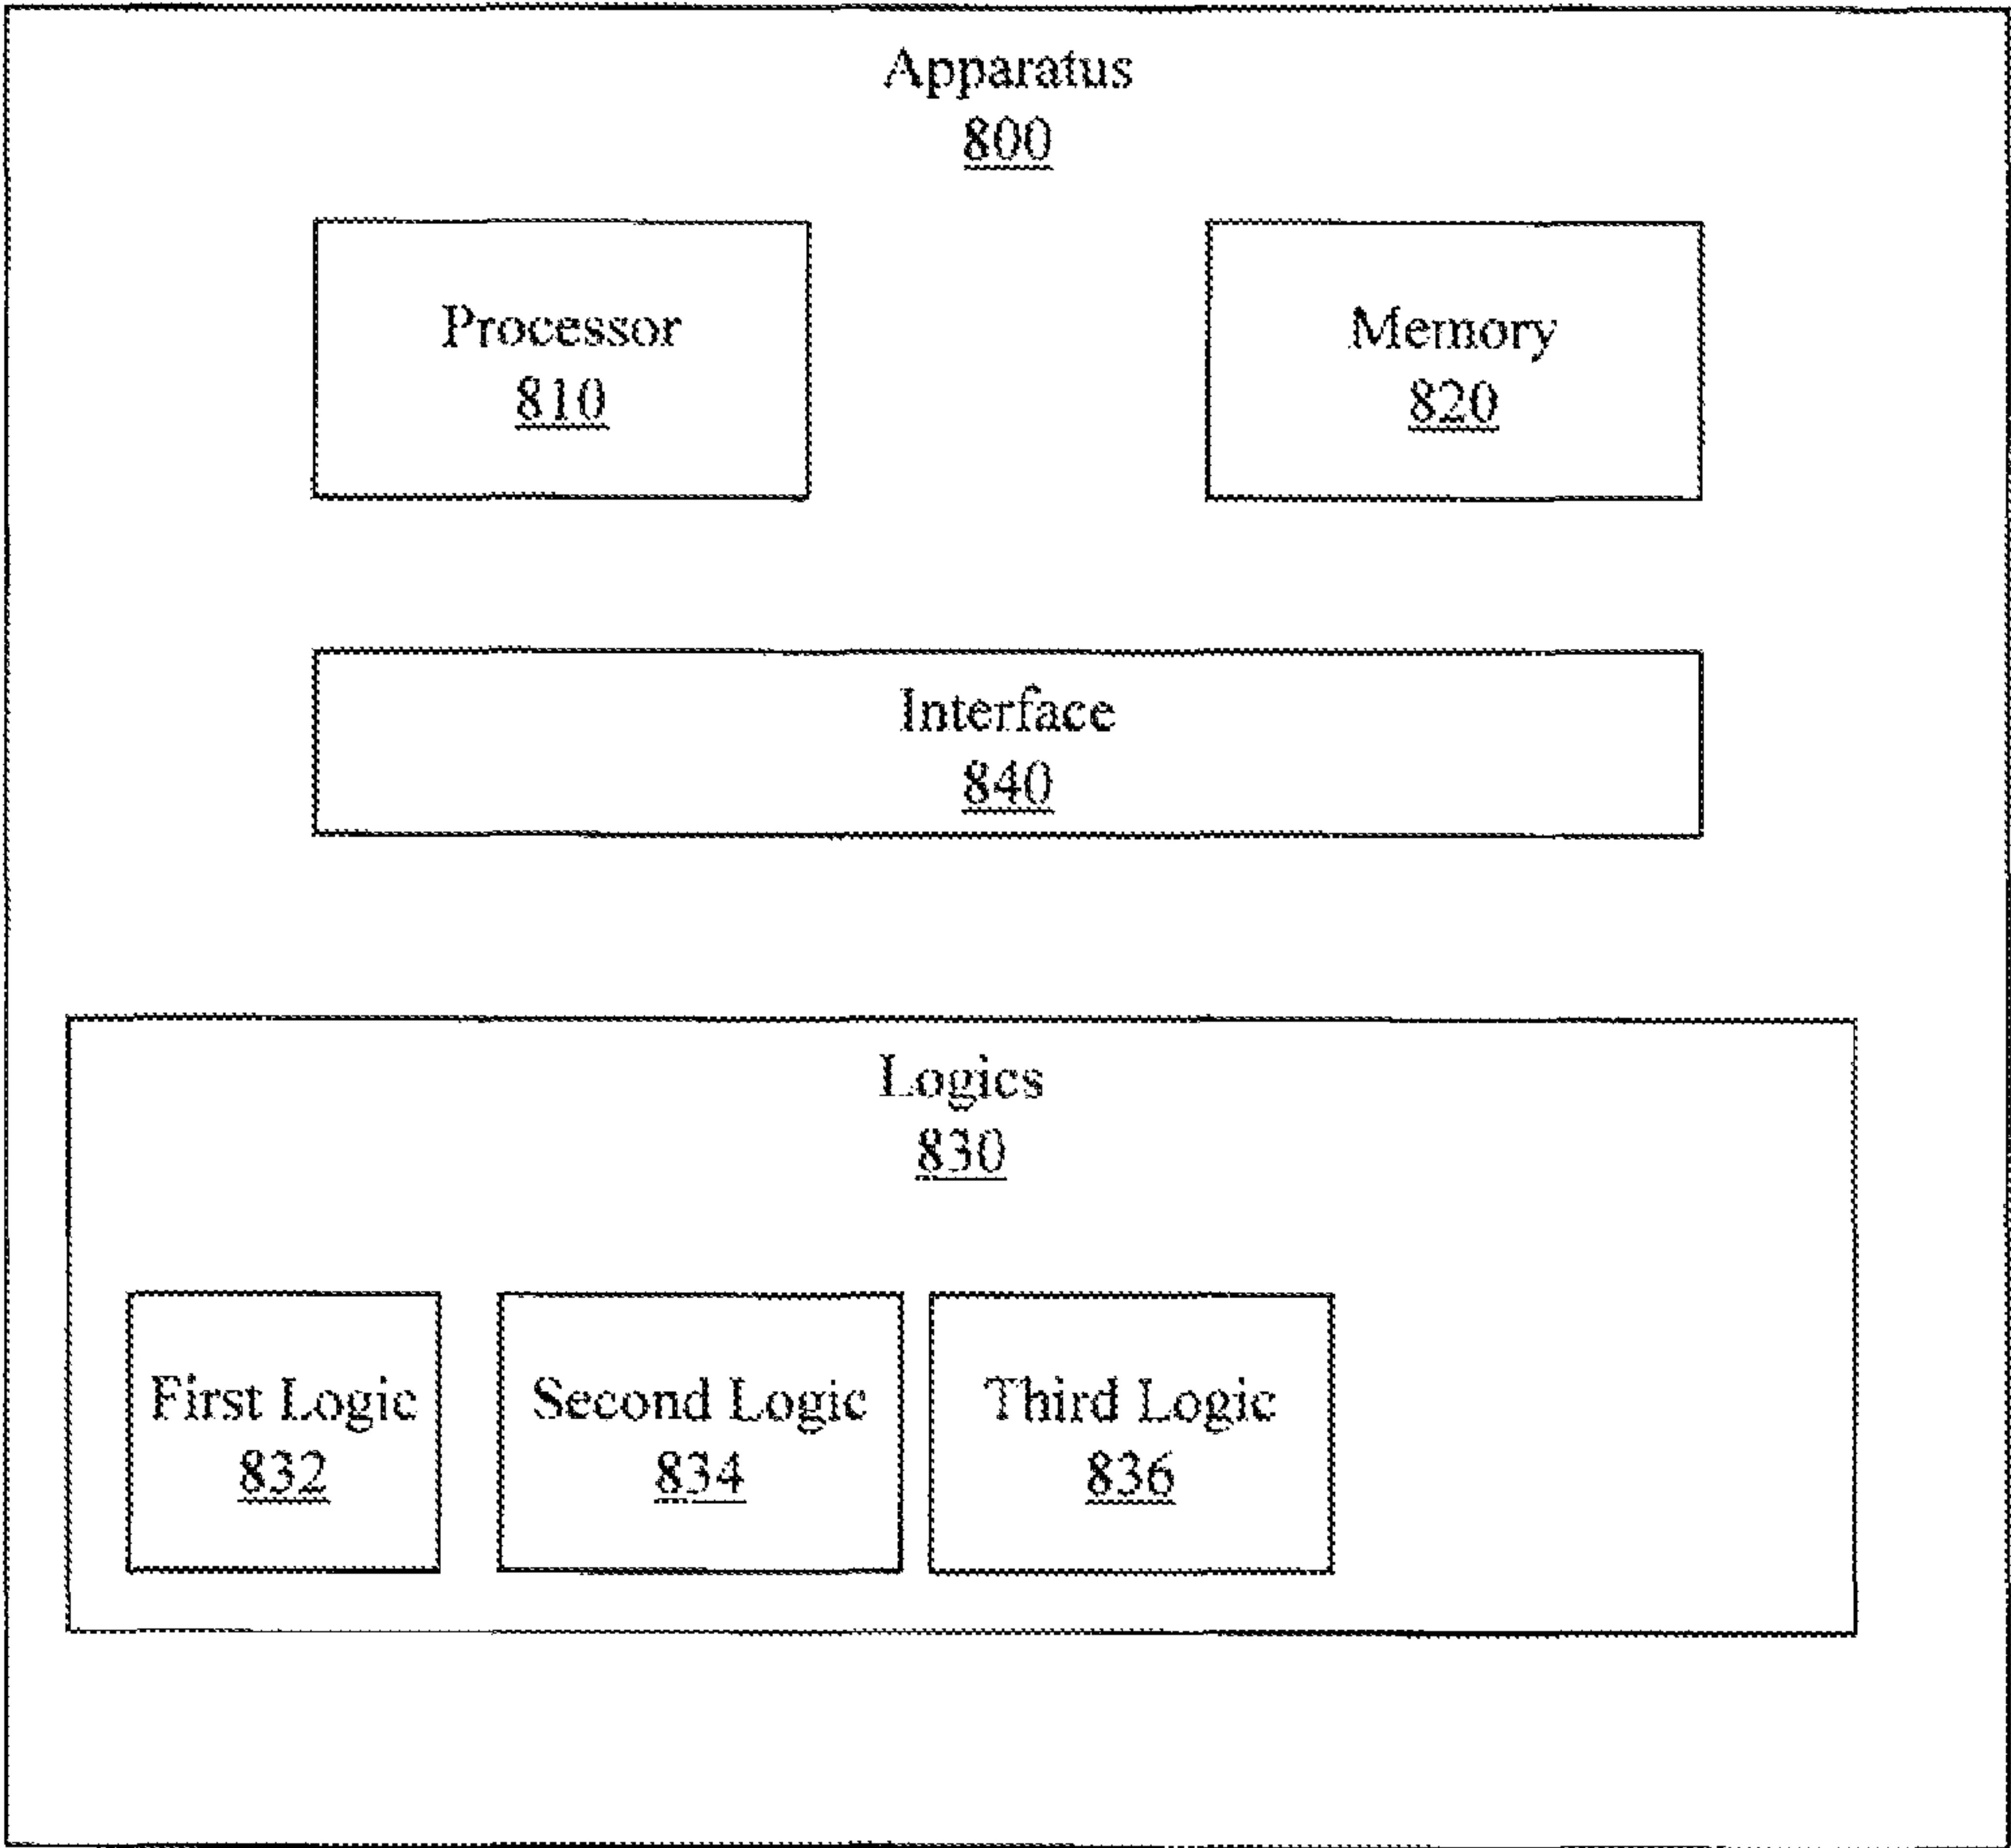 Apparatus
800
Processor
810
Memory
820
Interface
840
Logics
830
First Logic
832
Second Logic
834
Third Logic
836